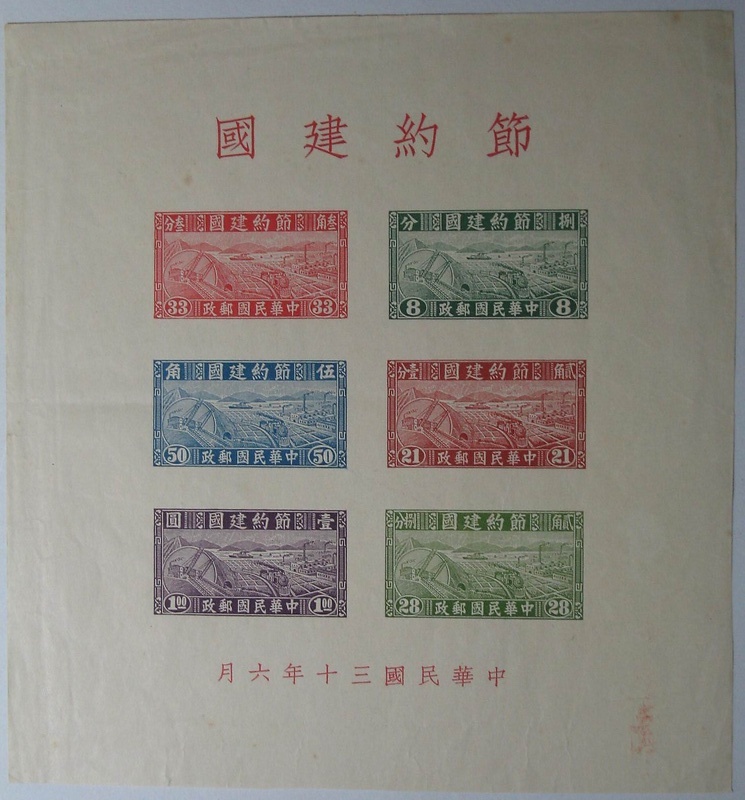 節約建國
捌 節約建國 分
8 中華民國郵政 8
叁角 節約建國 叁分
33 中華民國郵政 33
貳角 節約建國 壹分
21 中華民國郵政 21
伍 節約建國 角
50 中華民國郵政 50
貳角 節約建國 捌分
28 中華民國郵政 28
壹 節約建國 圓
1.00 中華民國郵政 1.00
中華民國三十年六月